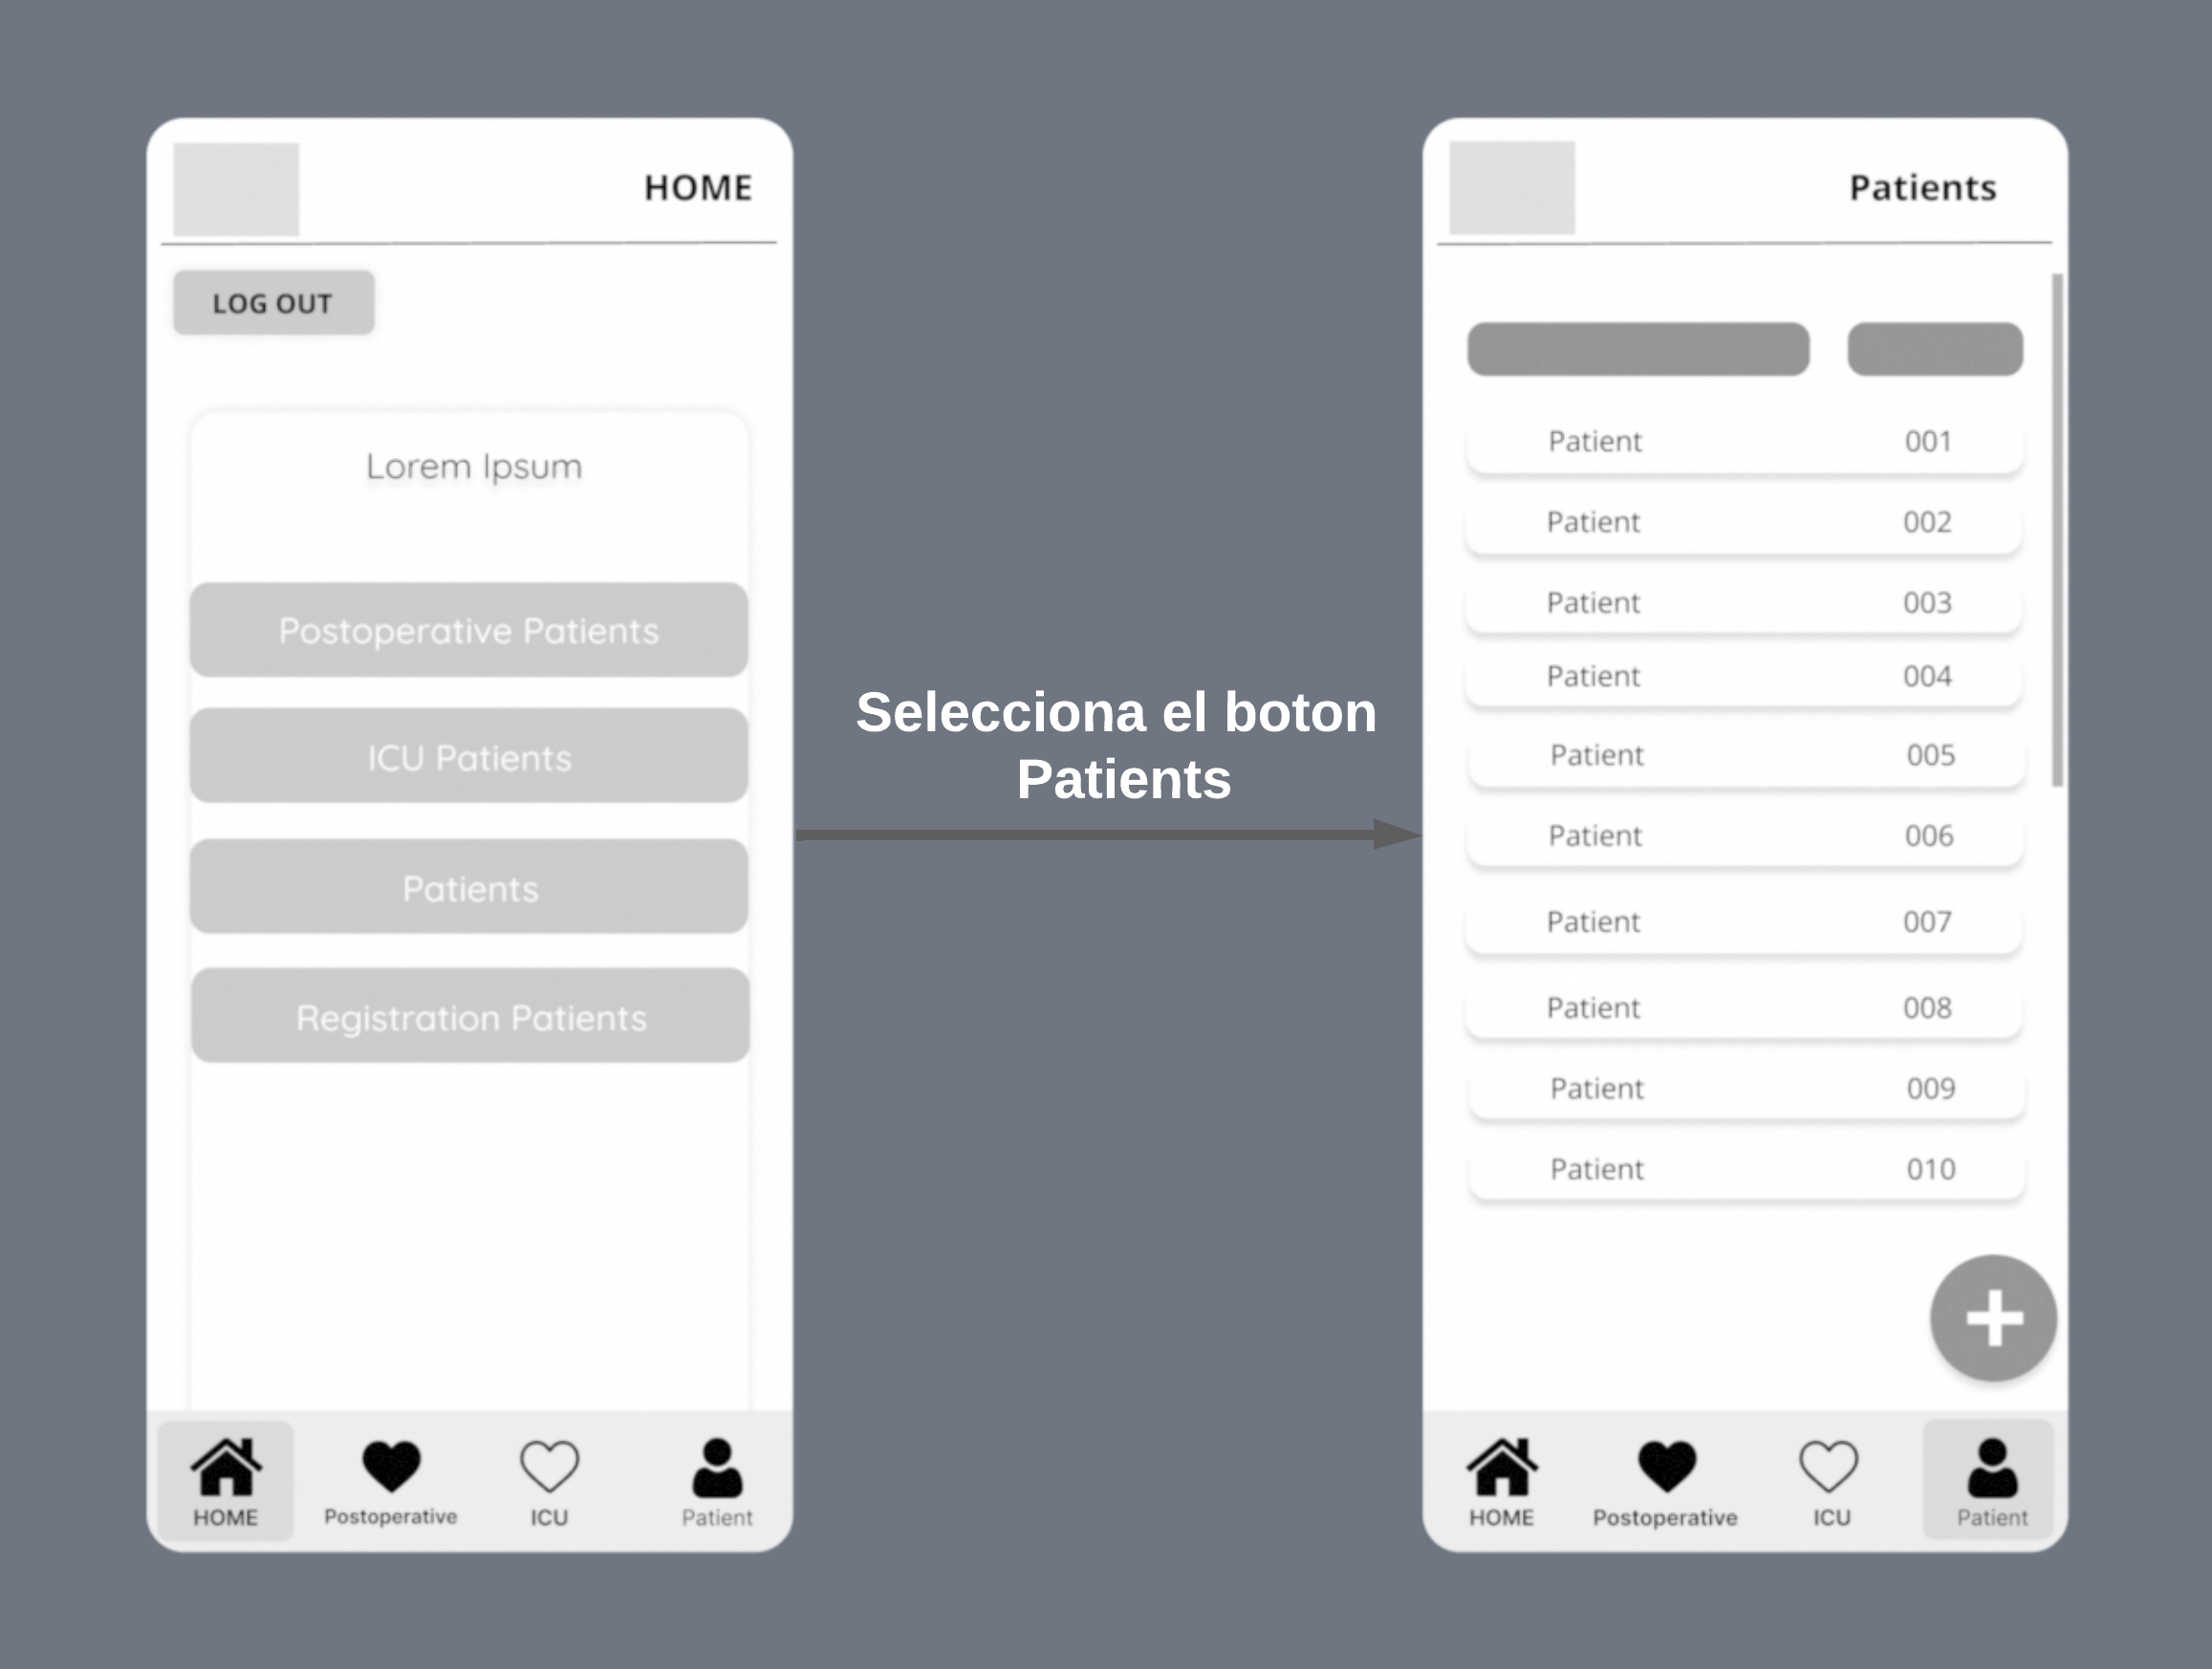 HOME
LOG OUT
Lorem Ipsum
Postoperative Patients
ICU Patients
Patients
Registration Patients
HOME
Postoperative
ICU
Patient
Selecciona el boton
Patients
Patients
Patient 001
Patient 002
Patient 003
Patient 004
Patient 005
Patient 006
Patient 007
Patient 008
Patient 009
Patient 010
HOME
Postoperative
ICU
Patient